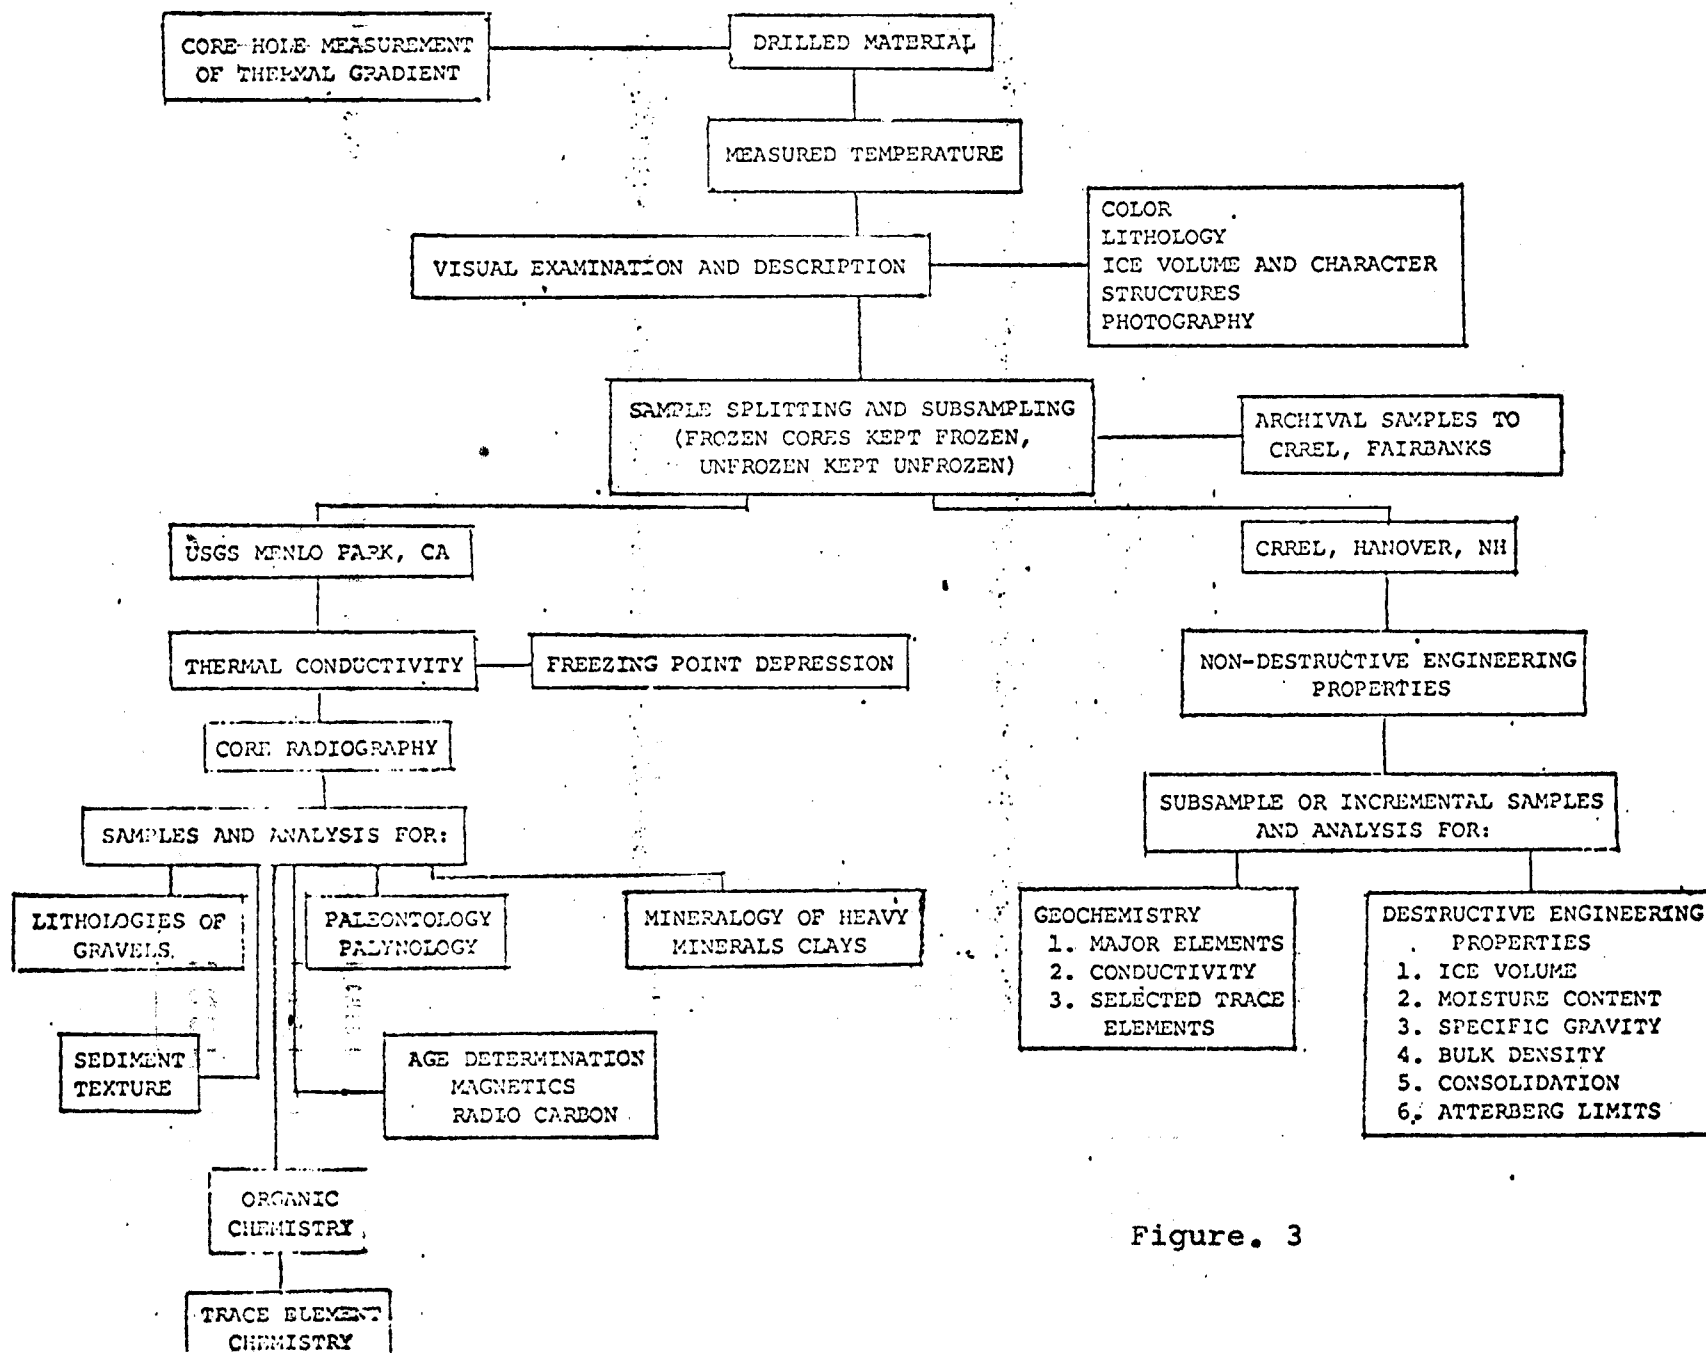 CORE HOLE MEASUREMENT
OF THERMAL GRADIENT
DRILLED MATERIAL
MEASURED TEMPERATURE
VISUAL EXAMINATION AND DESCRIPTION
COLOR
LITHOLOGY
ICE VOLUME AND CHARACTER
STRUCTURES
PHOTOGRAPHY
SAMPLE SPLITTING AND SUBSAMPLING
(FROZEN CORES KEPT FROZEN,
UNFROZEN KEPT UNFROZEN)
ARCHIVAL SAMPLES TO
CRREL, FAIRBANKS
USGS MENLO PARK, CA
CRREL, HANOVER, NH
THERMAL CONDUCTIVITY
FREEZING POINT DEPRESSION
NON-DESTRUCTIVE ENGINEERING
PROPERTIES
CORE RADIOGRAPHY
SUBSAMPLE OR INCREMENTAL SAMPLES
AND ANALYSIS FOR:
SAMPLES AND ANALYSIS FOR:
LITHOLOGIES OF
GRAVELS.
PALEONTOLOGY
PALYNOLOGY
MINERALOGY OF HEAVY
MINERALS CLAYS
GEOCHEMISTRY
1. MAJOR ELEMENTS
2. CONDUCTIVITY
3. SELECTED TRACE
ELEMENTS
DESTRUCTIVE ENGINEERING
PROPERTIES
1. ICE VOLUME
2. MOISTURE CONTENT
3. SPECIFIC GRAVITY
4. BULK DENSITY
5. CONSOLIDATION
6. ATTERBERG LIMITS
SEDIMENT
TEXTURE
AGE DETERMINATION
MAGNETICS
RADIO CARBON
ORGANIC
CHEMISTRY
TRACE ELEMENT
CHEMISTRY
Figure. 3